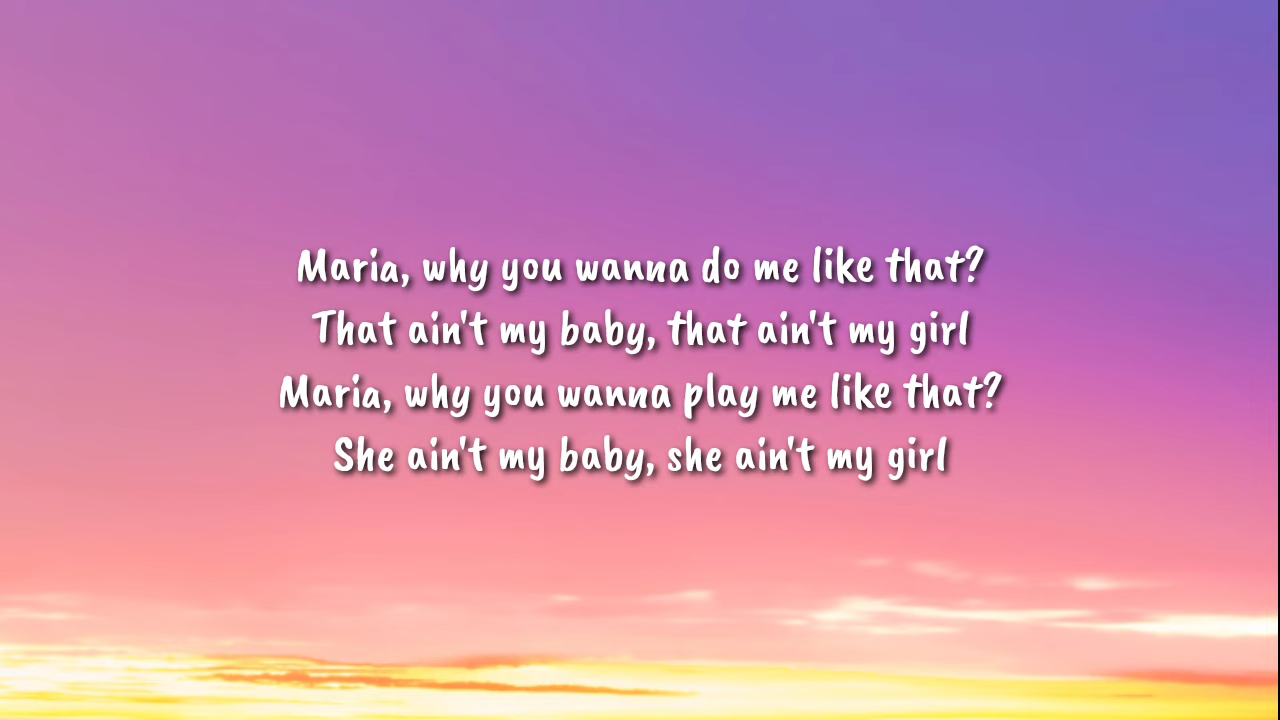 Maria, why you wanna do me like that?
That ain't my baby, that ain't my girl
Maria, why you wanna play me like that?
She ain't my baby, she ain't my girl